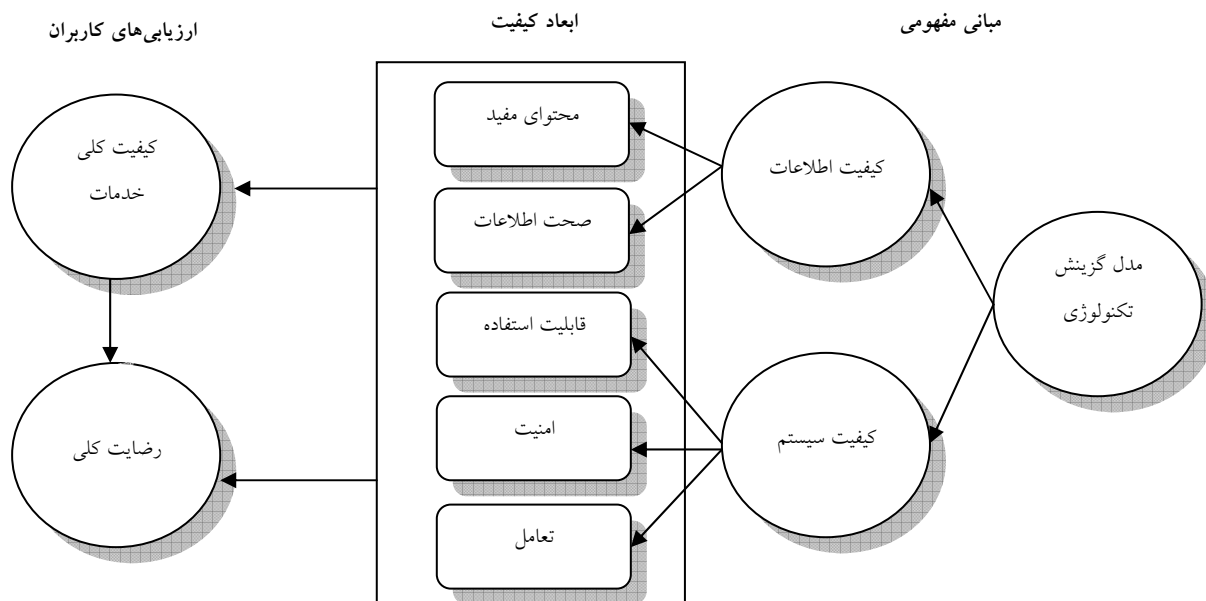 مبانی مفهومی
ابعاد کیفیت
ارزیابی‌های کاربران
مدل گزینش
تکنولوژی
کیفیت اطلاعات
کیفیت سیستم
محتوای مفید
صحت اطلاعات
قابلیت استفاده
امنیت
تعامل
کیفیت کلی
خدمات
رضایت کلی